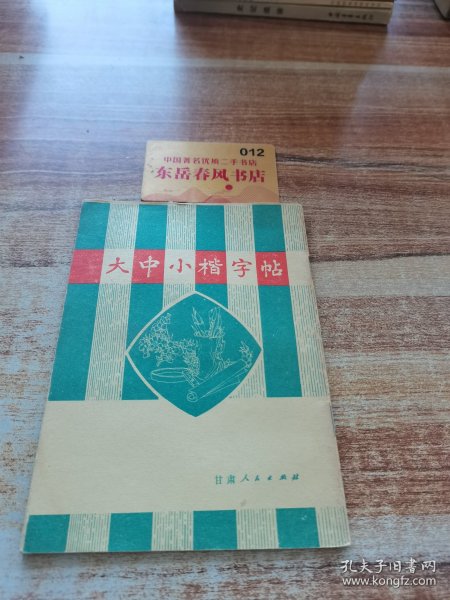 012
中国著名优质二手书店
东岳春风书店
大中小楷字帖
甘肃人民出版社
孔夫子旧书网
www.kongfz.com